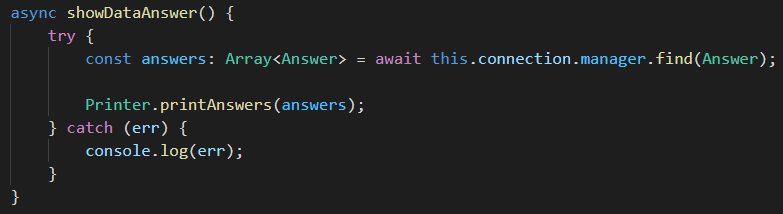 async showDataAnswer() {
    try {
        const answers: Array<Answer> = await this.connection.manager.find(Answer);

        Printer.printAnswers(answers);
    } catch (err) {
        console.log(err);
    }
}